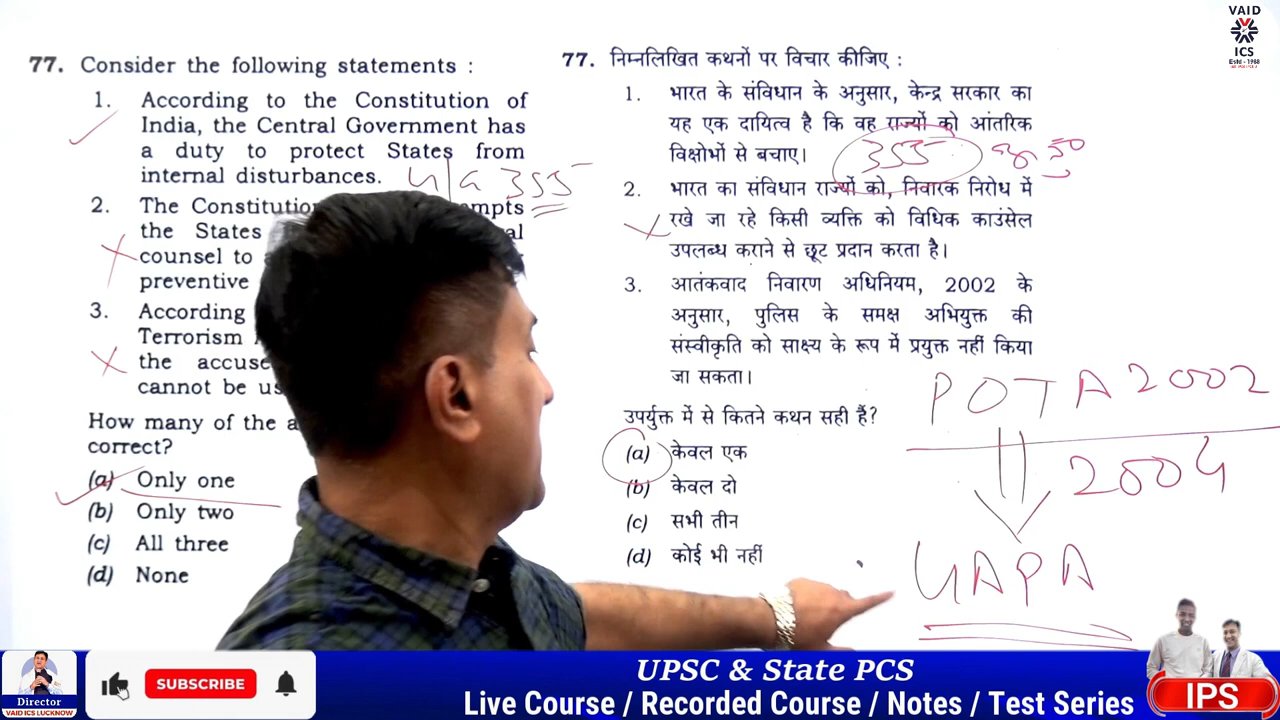 VAID
ICS
Estd - 1988
77. Consider the following statements :
1. According to the Constitution of
India, the Central Government has
a duty to protect States from
internal disturbances.
u/a 355
2. The Constitution
the States
counsel to
preventive
3. According
Terrorism
the accuse
cannot be us
How many of the a
correct?
(a) Only one
(b) Only two
(c) All three
(d) None
77. निम्नलिखित कथनों पर विचार कीजिए :
1. भारत के संविधान के अनुसार, केन्द्र सरकार का
यह एक दायित्व है कि वह राज्यों को आंतरिक
विक्षोभों से बचाए।
355
2. भारत का संविधान राज्यों को, निवारक निरोध में
रखे जा रहे किसी व्यक्ति को विधिक काउंसेल
उपलब्ध कराने से छूट प्रदान करता है।
3. आतंकवाद निवारण अधिनियम, 2002 के
अनुसार, पुलिस के समक्ष अभियुक्त की
संस्वीकृति को साक्ष्य के रूप में प्रयुक्त नहीं किया
जा सकता।
उपर्युक्त में से कितने कथन सही हैं?
(a) केवल एक
(b) केवल दो
(c) सभी तीन
(d) कोई भी नहीं
POTA 2002
2004
UAPA
Director
VAID ICS LUCKNOW
SUBSCRIBE
UPSC & State PCS
Live Course / Recorded Course / Notes / Test Series
IPS